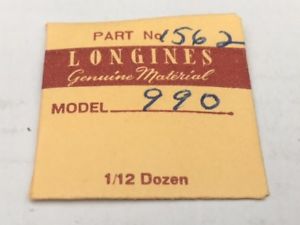 PART No. 1562
LONGINES
Genuine Material
MODEL 990
1/12 Dozen